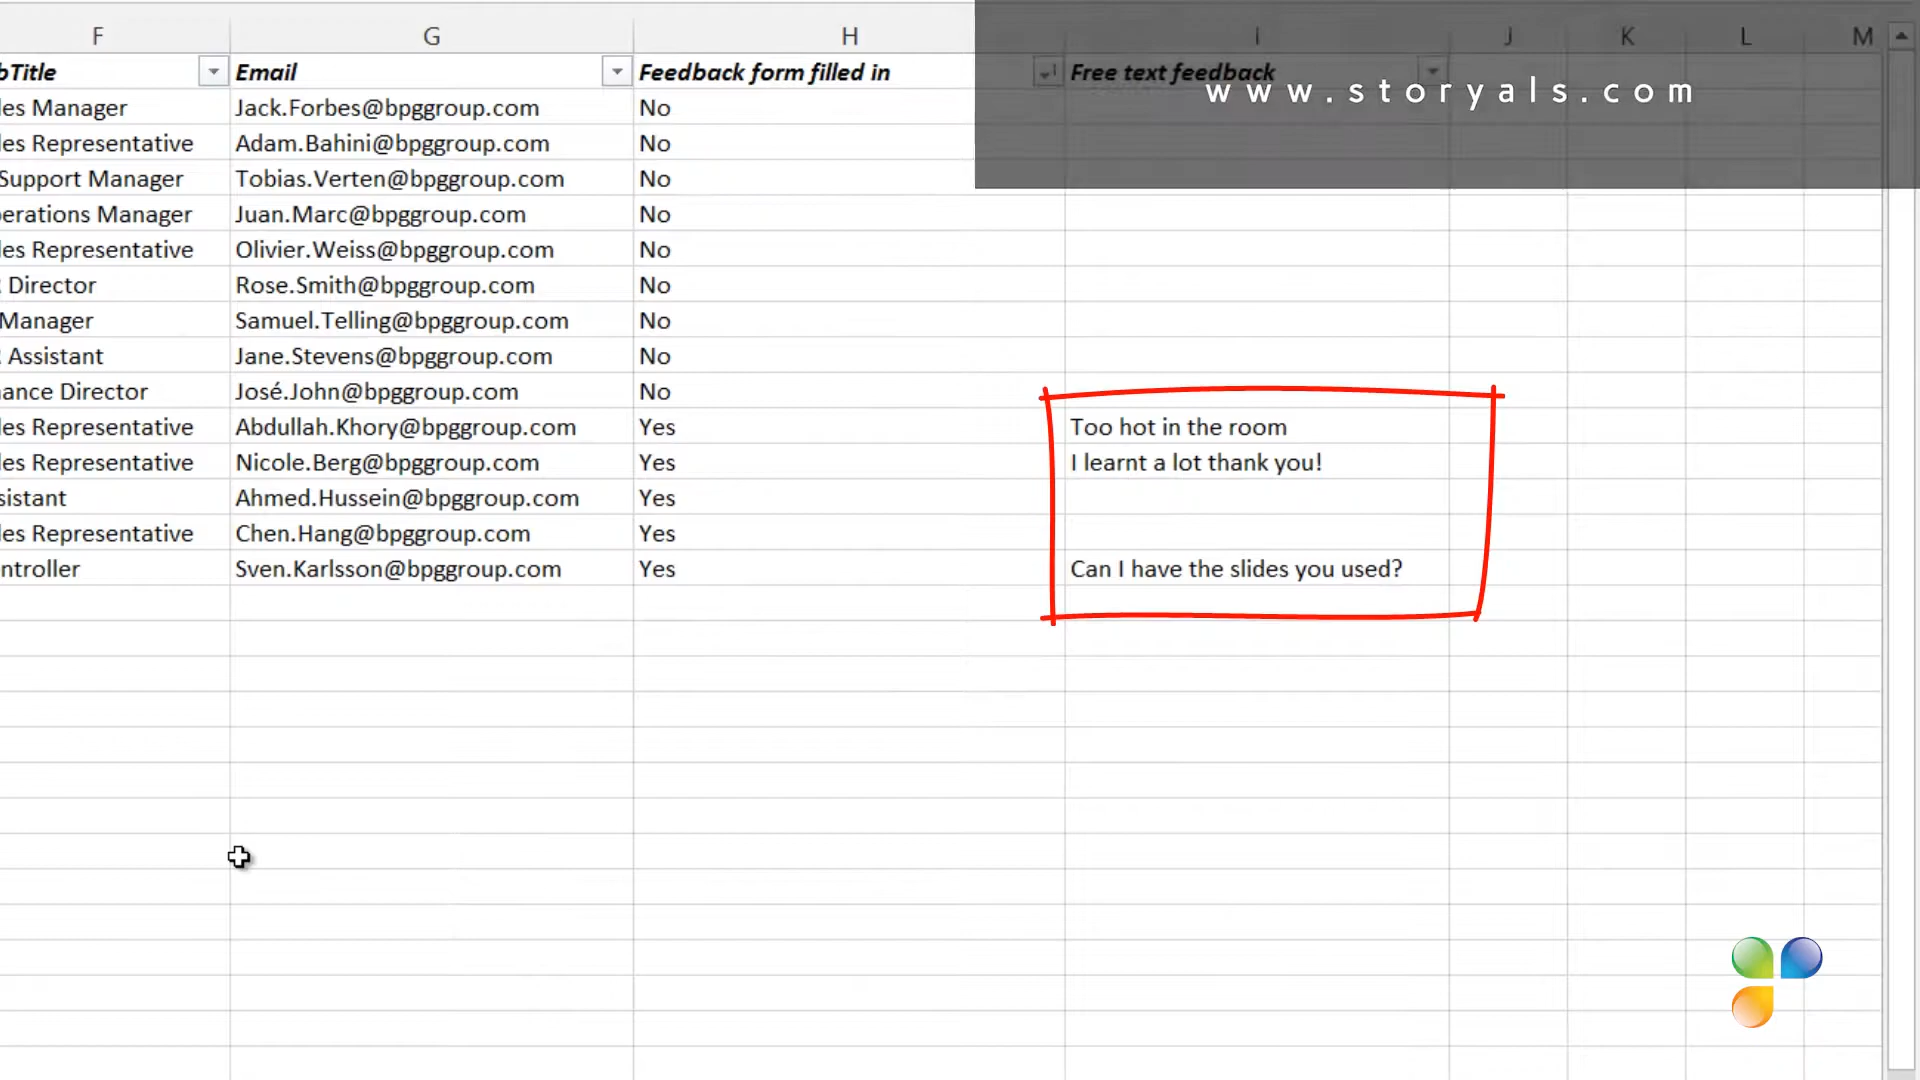 F G H I J K L M
bTitle Email Feedback form filled in Free text feedback
www.storyals.com
les Manager Jack.Forbes@bpggroup.com No
les Representative Adam.Bahini@bpggroup.com No
Support Manager Tobias.Verten@bpggroup.com No
erations Manager Juan.Marc@bpggroup.com No
les Representative Olivier.Weiss@bpggroup.com No
Director Rose.Smith@bpggroup.com No
Manager Samuel.Telling@bpggroup.com No
Assistant Jane.Stevens@bpggroup.com No
ance Director José.John@bpggroup.com No
les Representative Abdullah.Khory@bpggroup.com Yes Too hot in the room
les Representative Nicole.Berg@bpggroup.com Yes I learnt a lot thank you!
sistant Ahmed.Hussein@bpggroup.com Yes
les Representative Chen.Hang@bpggroup.com Yes
ntroller Sven.Karlsson@bpggroup.com Yes Can I have the slides you used?